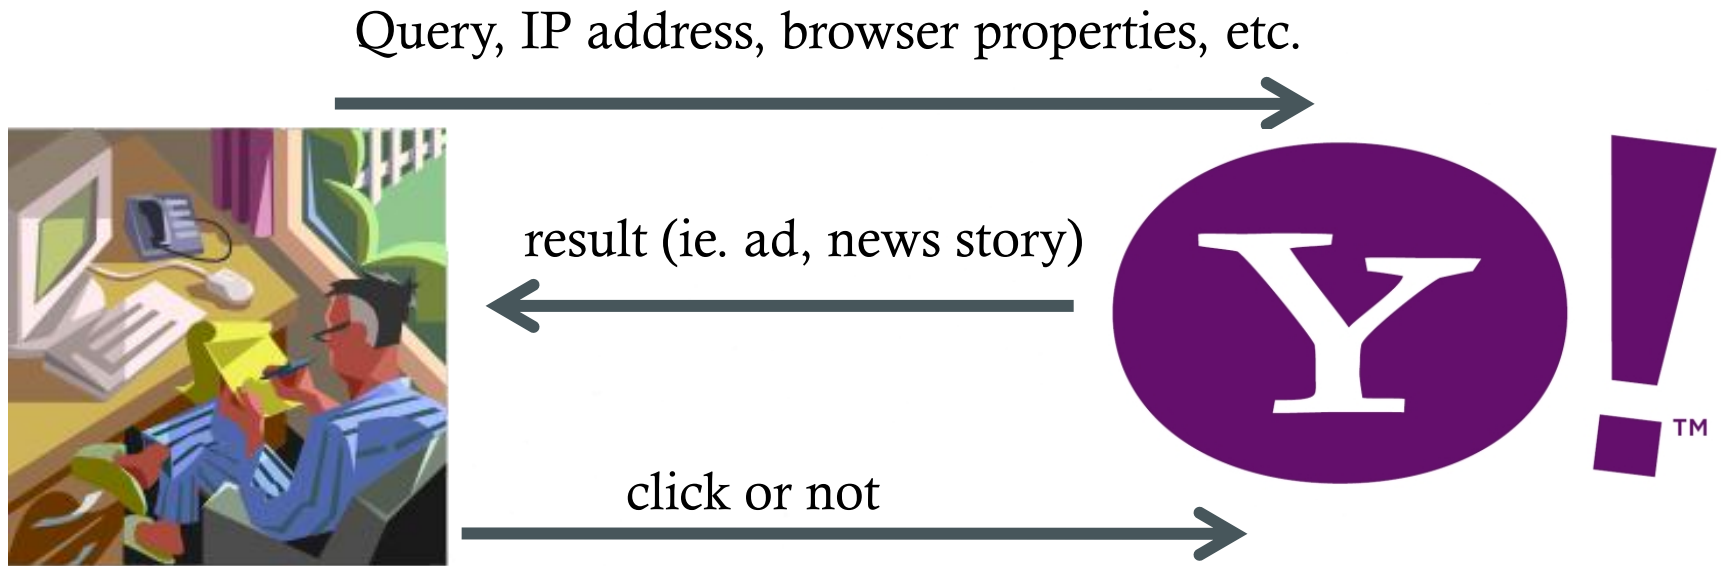 Query, IP address, browser properties, etc.
result (ie. ad, news story)
Y!
TM
click or not